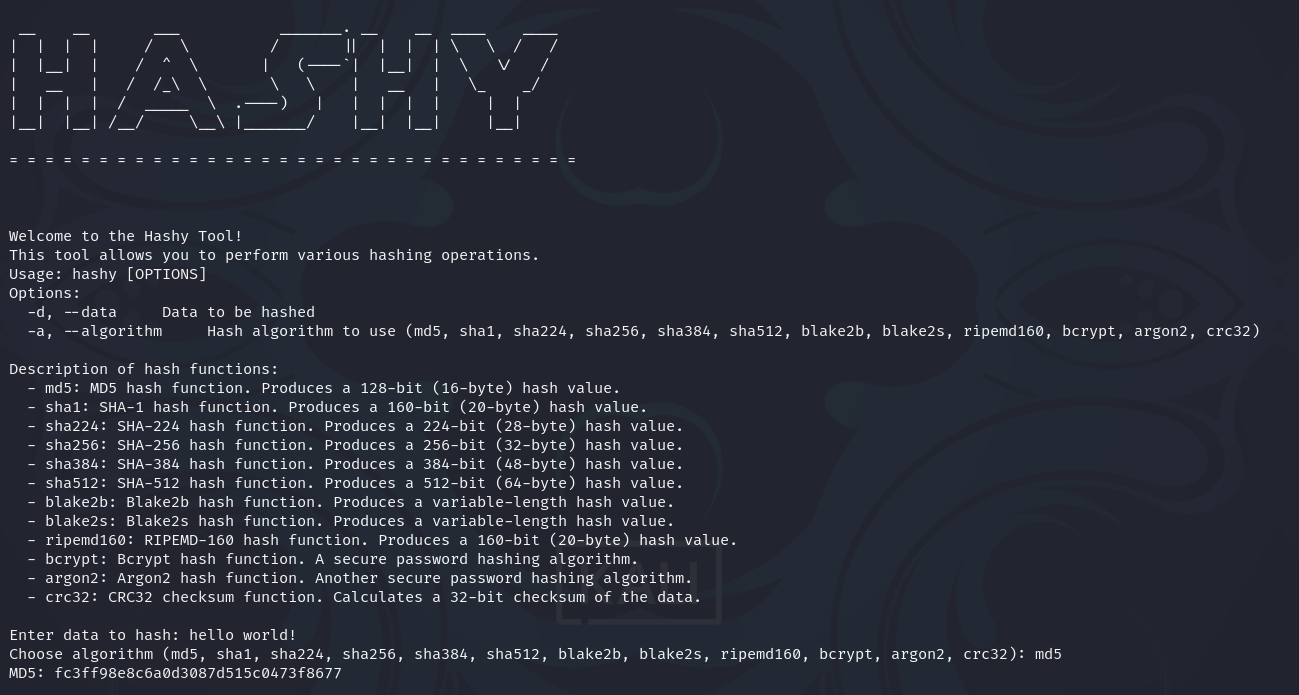 HASHY
= = = = = = = = = = = = = = = = = = = = = = = = = = = = = = = =
Welcome to the Hashy Tool!
This tool allows you to perform various hashing operations.
Usage: hashy [OPTIONS]
Options:
  -d, --data     Data to be hashed
  -a, --algorithm     Hash algorithm to use (md5, sha1, sha224, sha256, sha384, sha512, blake2b, blake2s, ripemd160, bcrypt, argon2, crc32)
Description of hash functions:
  - md5: MD5 hash function. Produces a 128-bit (16-byte) hash value.
  - sha1: SHA-1 hash function. Produces a 160-bit (20-byte) hash value.
  - sha224: SHA-224 hash function. Produces a 224-bit (28-byte) hash value.
  - sha256: SHA-256 hash function. Produces a 256-bit (32-byte) hash value.
  - sha384: SHA-384 hash function. Produces a 384-bit (48-byte) hash value.
  - sha512: SHA-512 hash function. Produces a 512-bit (64-byte) hash value.
  - blake2b: Blake2b hash function. Produces a variable-length hash value.
  - blake2s: Blake2s hash function. Produces a variable-length hash value.
  - ripemd160: RIPEMD-160 hash function. Produces a 160-bit (20-byte) hash value.
  - bcrypt: Bcrypt hash function. A secure password hashing algorithm.
  - argon2: Argon2 hash function. Another secure password hashing algorithm.
  - crc32: CRC32 checksum function. Calculates a 32-bit checksum of the data.
KALI
Enter data to hash: hello world!
Choose algorithm (md5, sha1, sha224, sha256, sha384, sha512, blake2b, blake2s, ripemd160, bcrypt, argon2, crc32): md5
MD5: fc3ff98e8c6a0d3087d515c0473f8677